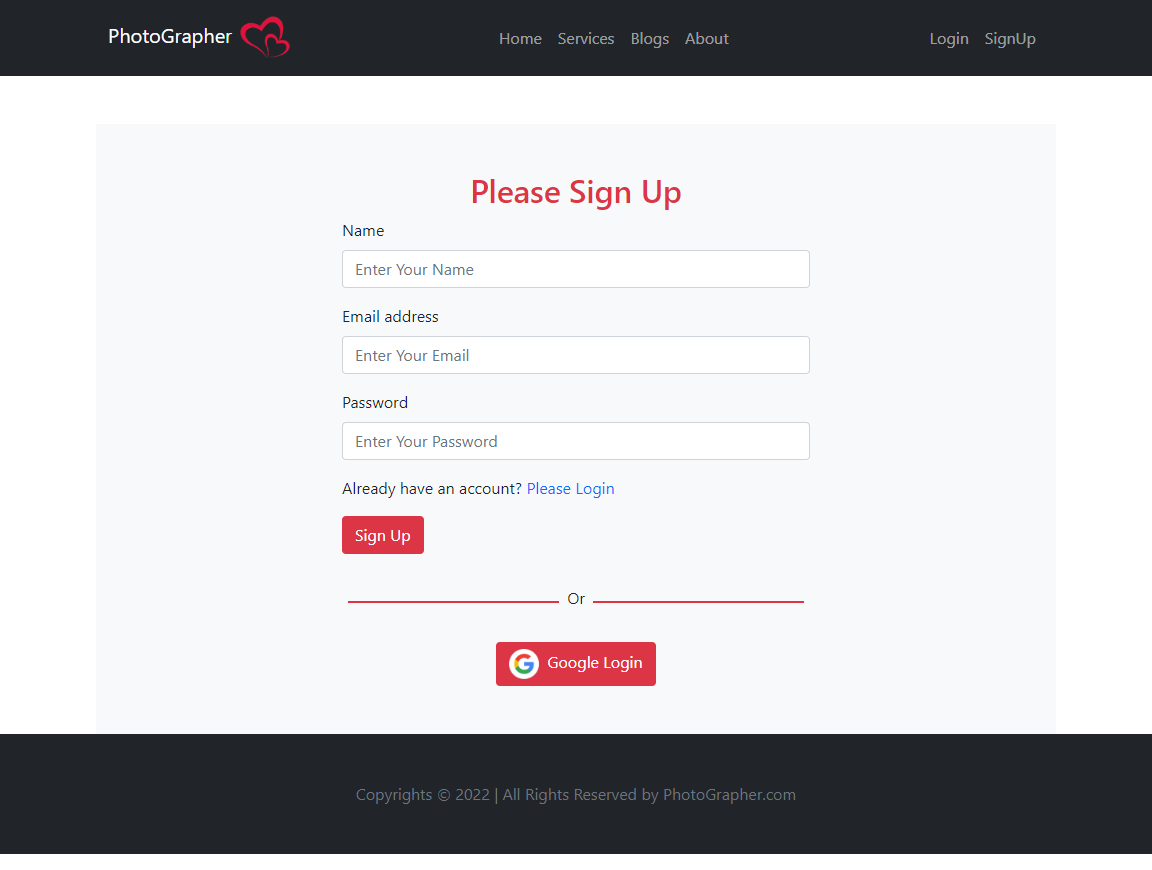 PhotoGrapher
Home Services Blogs About
Login SignUp
Please Sign Up
Name
Enter Your Name
Email address
Enter Your Email
Password
Enter Your Password
Already have an account? Please Login
Sign Up
Or
Google Login
Copyrights © 2022 | All Rights Reserved by PhotoGrapher.com